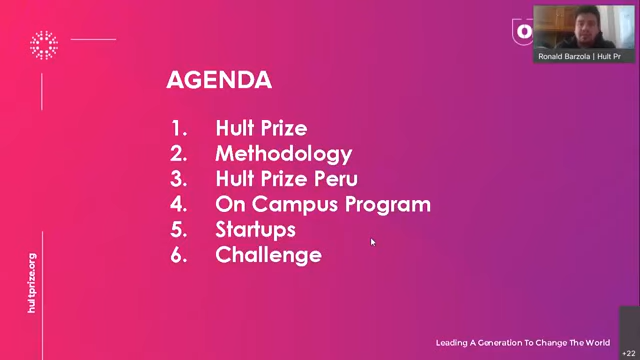 Ronald Barzola | Hult Pr
AGENDA
1. Hult Prize
2. Methodology
3. Hult Prize Peru
4. On Campus Program
5. Startups
6. Challenge
hultprize.org
Leading A Generation To Change The World
+22